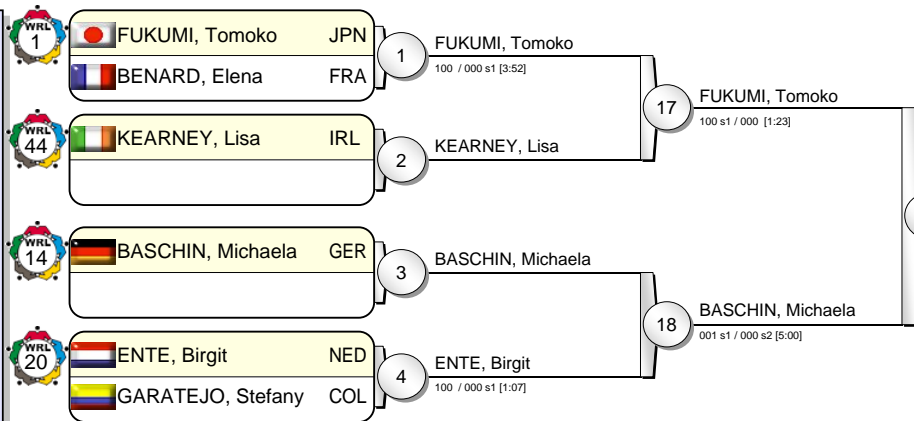 WRL
1
FUKUMI, Tomoko JPN
BENARD, Elena FRA
1
FUKUMI, Tomoko
100 / 000 s1 [3:52]
WRL
44
KEARNEY, Lisa IRL
2
KEARNEY, Lisa
17
FUKUMI, Tomoko
100 s1 / 000 [1:23]
WRL
14
BASCHIN, Michaela GER
3
BASCHIN, Michaela
WRL
20
ENTE, Birgit NED
GARATEJO, Stefany COL
4
ENTE, Birgit
100 / 000 s1 [1:07]
18
BASCHIN, Michaela
001 s1 / 000 s2 [5:00]